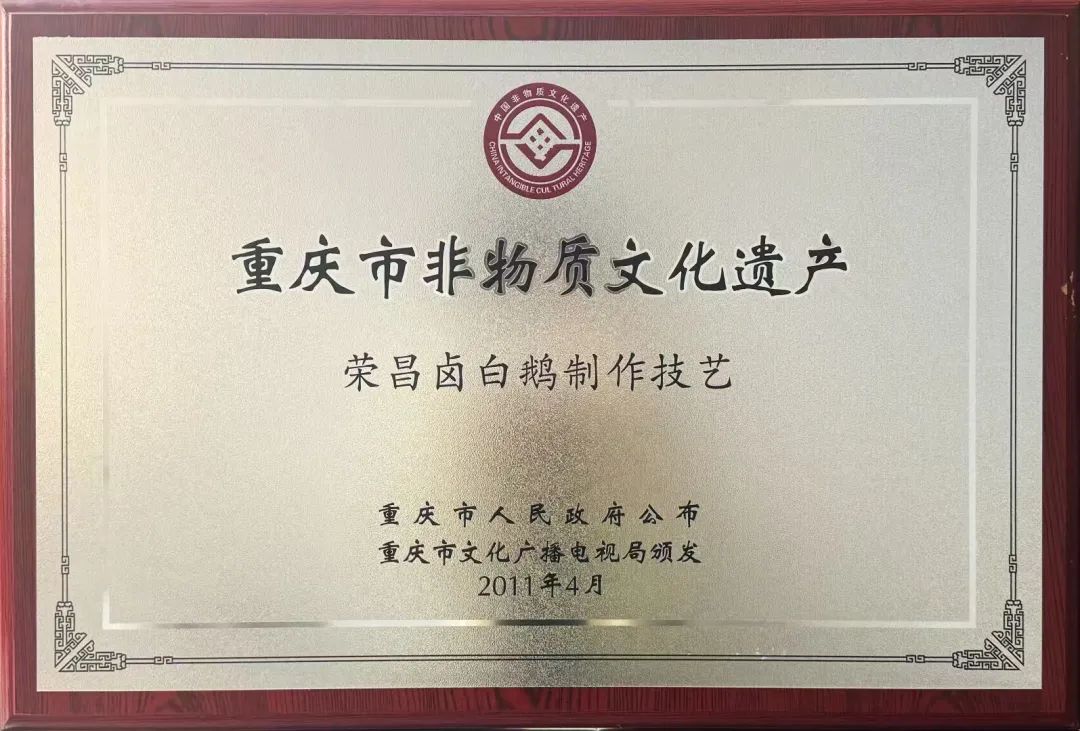 中国非物质文化遗产
CHINA INTANGIBLE CULTURAL HERITAGE
重庆市非物质文化遗产
荣昌卤白鹅制作技艺
重庆市人民政府公布
重庆市文化广播电视局颁发
2011年4月